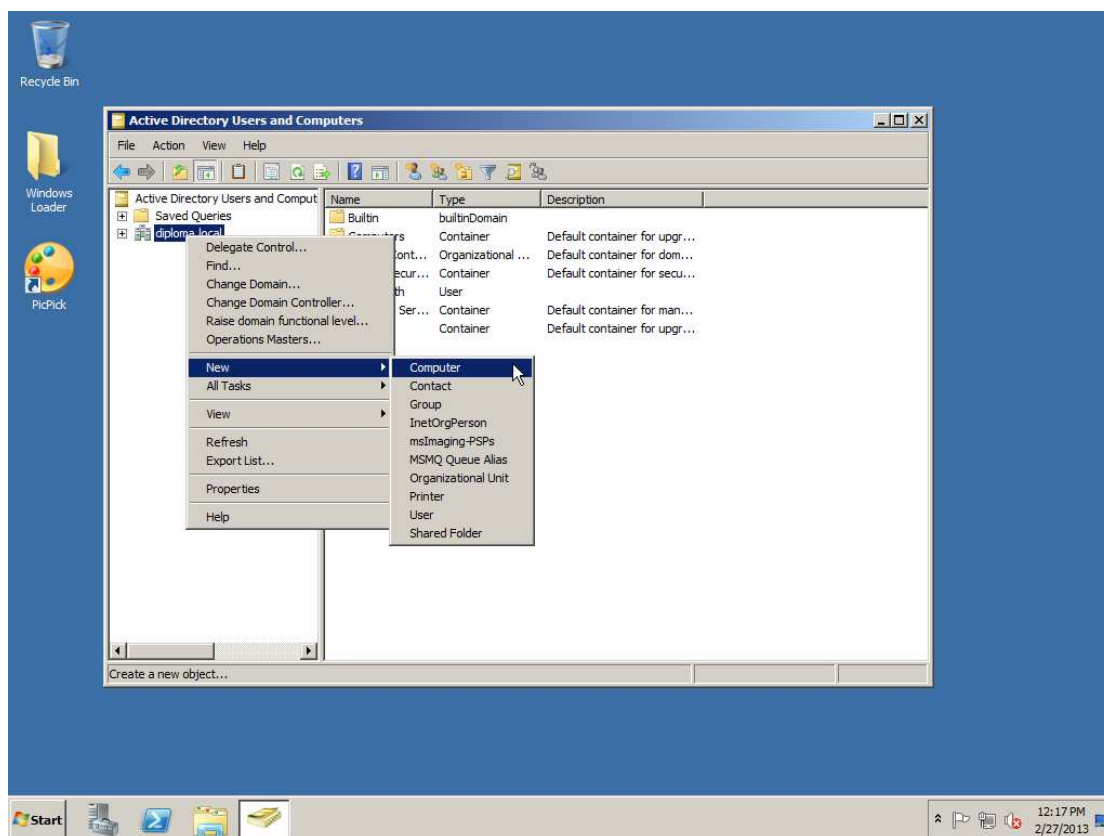 Recycle Bin
Windows
Loader
PicPick
Active Directory Users and Computers
File Action View Help
Active Directory Users and Comput
Saved Queries
diploma.local
Name Type Description
Builtin builtinDomain
Computers Container Default container for upgr...
Cont... Organizational ... Default container for dom...
ecur... Container Default container for secu...
th User
Ser... Container Default container for man...
Container Default container for upgr...
Delegate Control...
Find...
Change Domain...
Change Domain Controller...
Raise domain functional level...
Operations Masters...
New
All Tasks
View
Refresh
Export List...
Properties
Help
Computer
Contact
Group
InetOrgPerson
msImaging-PSPs
MSMQ Queue Alias
Organizational Unit
Printer
User
Shared Folder
Create a new object...
Start
12:17 PM
2/27/2013